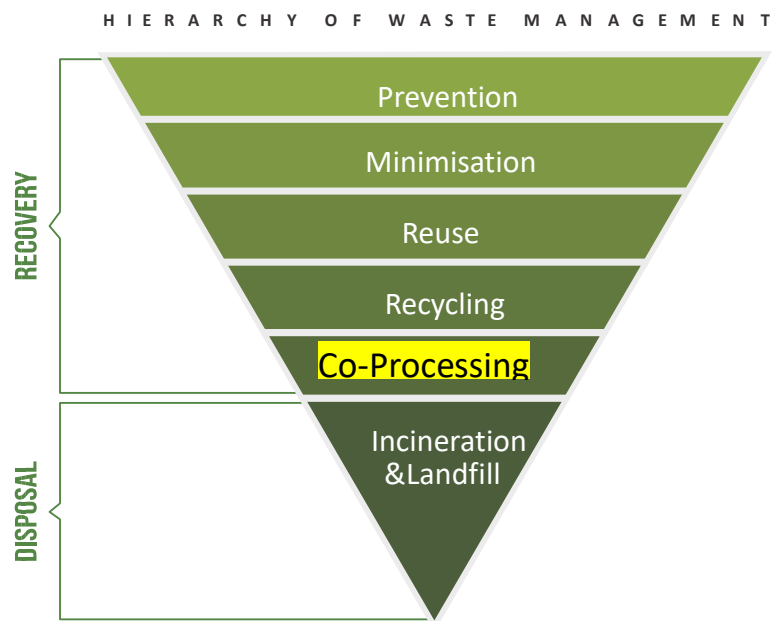 HIERARCHY OF WASTE MANAGEMENT
RECOVERY
Prevention
Minimisation
Reuse
Recycling
Co-Processing
DISPOSAL
Incineration
&Landfill